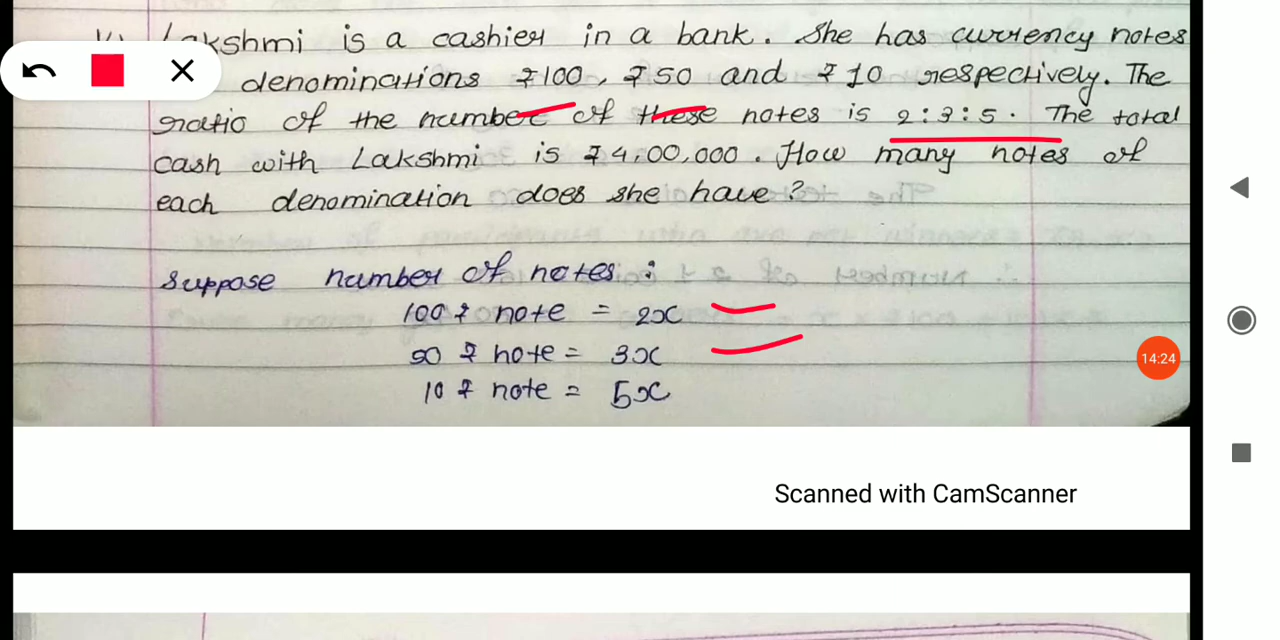 Lakshmi is a cashier in a bank. She has currency notes
denominations ₹100, ₹50 and ₹10 respectively. The
ratio of the number of these notes is 2:3:5. The total
cash with Lakshmi is ₹4,00,000. How many notes of
each denomination does she have?
Suppose number of notes:
100 ₹ note = 2x
50 ₹ note = 3x
14:24
10 ₹ note = 5x
Scanned with CamScanner